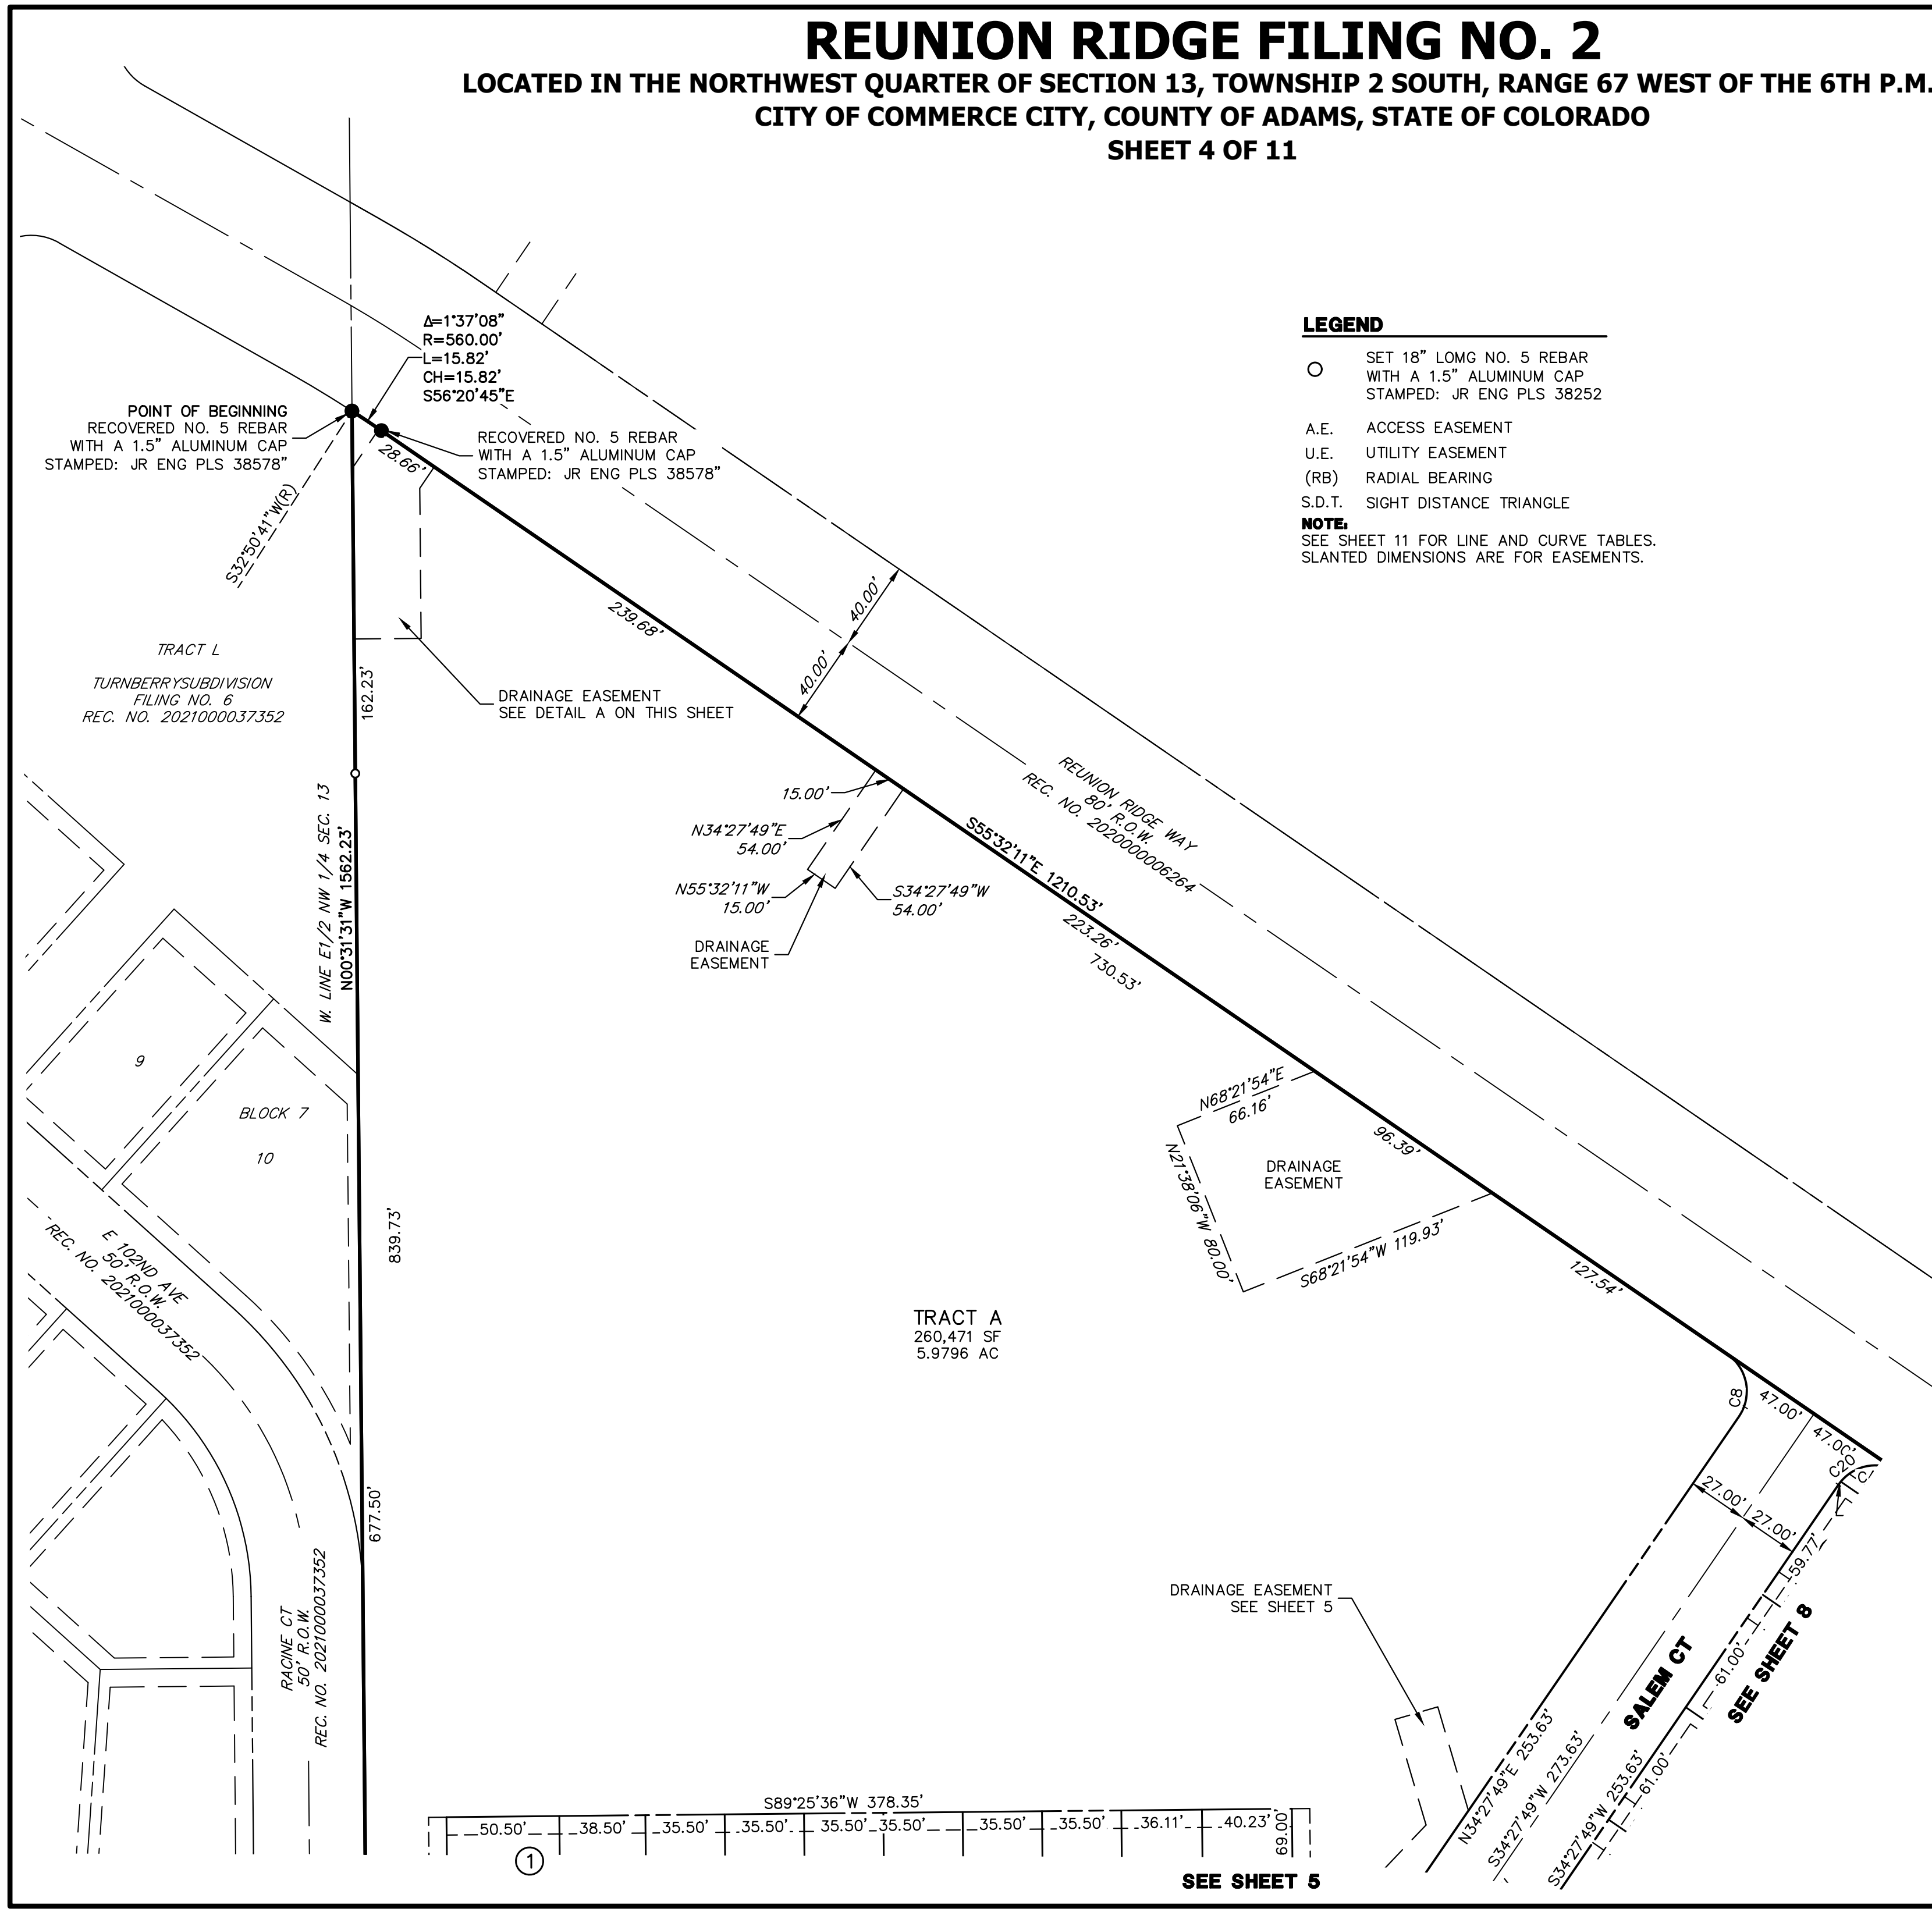 REUNION RIDGE FILING NO. 2
LOCATED IN THE NORTHWEST QUARTER OF SECTION 13, TOWNSHIP 2 SOUTH, RANGE 67 WEST OF THE 6TH P.M.
CITY OF COMMERCE CITY, COUNTY OF ADAMS, STATE OF COLORADO
SHEET 4 OF 11
Δ=1°37'08"
R=560.00'
L=15.82'
CH=15.82'
S56°20'45"E
POINT OF BEGINNING
RECOVERED NO. 5 REBAR
WITH A 1.5" ALUMINUM CAP
STAMPED: JR ENG PLS 38578"
RECOVERED NO. 5 REBAR
WITH A 1.5" ALUMINUM CAP
STAMPED: JR ENG PLS 38578"
28.66'
S32°50'41"W(R)
LEGEND
SET 18" LOMG NO. 5 REBAR
WITH A 1.5" ALUMINUM CAP
STAMPED: JR ENG PLS 38252
A.E. ACCESS EASEMENT
U.E. UTILITY EASEMENT
(RB) RADIAL BEARING
S.D.T. SIGHT DISTANCE TRIANGLE
NOTE:
SEE SHEET 11 FOR LINE AND CURVE TABLES.
SLANTED DIMENSIONS ARE FOR EASEMENTS.
TRACT L
TURNBERRYSUBDIVISION
FILING NO. 6
REC. NO. 2021000037352
162.23'
239.68'
40.00'
40.00'
DRAINAGE EASEMENT
SEE DETAIL A ON THIS SHEET
W. LINE E1/2 NW 1/4 SEC. 13
N00°31'31"W 1562.23'
15.00'
N34°27'49"E
54.00'
N55°32'11"W
15.00'
S34°27'49"W
54.00'
DRAINAGE
EASEMENT
REUNION RIDGE WAY
80' R.O.W.
REC. NO. 2020000006264
S55°32'11"E 1210.53'
223.26'
730.53'
9
BLOCK 7
10
N68°21'54"E
66.16'
N21°38'06"W 80.00'
DRAINAGE
EASEMENT
96.39'
S68°21'54"W 119.93'
127.54'
839.73'
E 102ND AVE
50' R.O.W.
REC. NO. 2021000037352
TRACT A
260,471 SF
5.9796 AC
C8
47.00'
47.00'
C20
27.00'
27.00'
59.77'
677.50'
RACINE CT
50' R.O.W.
REC. NO. 2021000037352
DRAINAGE EASEMENT
SEE SHEET 5
61.00'
SALEM CT
SEE SHEET 8
N34°27'49"E 253.63'
S34°27'49"W 273.63'
S34°27'49"W 253.63'
61.00'
S89°25'36"W 378.35'
50.50' 38.50' 35.50' 35.50' 35.50' 35.50' 35.50' 35.50' 36.11' 40.23'
69.00'
1
SEE SHEET 5